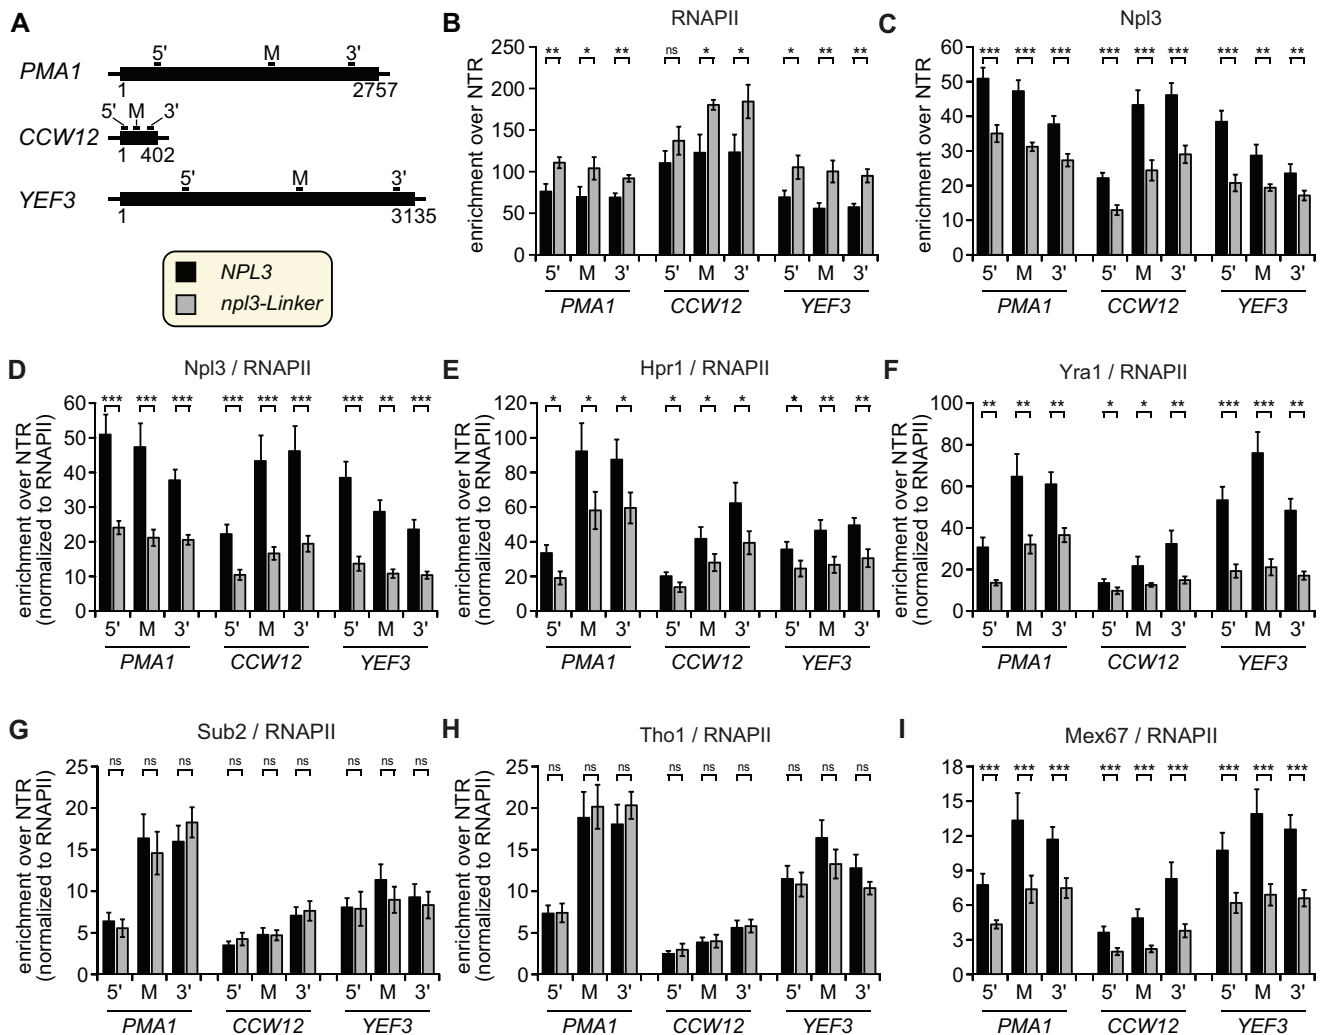 A
5' M 3'
PMA1
1 2757
5' M 3'
CCW12
1 402
5' M 3'
YEF3
1 3135
NPL3
npl3-Linker
B
RNAPII
enrichment over NTR
250
200
150
100
50
0
** * ** ns * * * ** **
5' M 3' 5' M 3' 5' M 3'
PMA1 CCW12 YEF3
C
Npl3
enrichment over NTR
60
50
40
30
20
10
0
*** *** *** *** *** *** *** ** **
5' M 3' 5' M 3' 5' M 3'
PMA1 CCW12 YEF3
D
Npl3 / RNAPII
enrichment over NTR
(normalized to RNAPII)
60
50
40
30
20
10
0
*** *** *** *** *** *** *** ** ***
5' M 3' 5' M 3' 5' M 3'
PMA1 CCW12 YEF3
E
Hpr1 / RNAPII
enrichment over NTR
(normalized to RNAPII)
120
100
80
60
40
20
0
* * * * * * * ** **
5' M 3' 5' M 3' 5' M 3'
PMA1 CCW12 YEF3
F
Yra1 / RNAPII
enrichment over NTR
(normalized to RNAPII)
100
80
60
40
20
0
** ** ** * * ** *** *** **
5' M 3' 5' M 3' 5' M 3'
PMA1 CCW12 YEF3
G
Sub2 / RNAPII
enrichment over NTR
(normalized to RNAPII)
25
20
15
10
5
0
ns ns ns ns ns ns ns ns ns
5' M 3' 5' M 3' 5' M 3'
PMA1 CCW12 YEF3
H
Tho1 / RNAPII
enrichment over NTR
(normalized to RNAPII)
25
20
15
10
5
0
ns ns ns ns ns ns ns ns ns
5' M 3' 5' M 3' 5' M 3'
PMA1 CCW12 YEF3
I
Mex67 / RNAPII
enrichment over NTR
(normalized to RNAPII)
18
15
12
9
6
3
0
*** *** *** *** *** *** *** *** ***
5' M 3' 5' M 3' 5' M 3'
PMA1 CCW12 YEF3